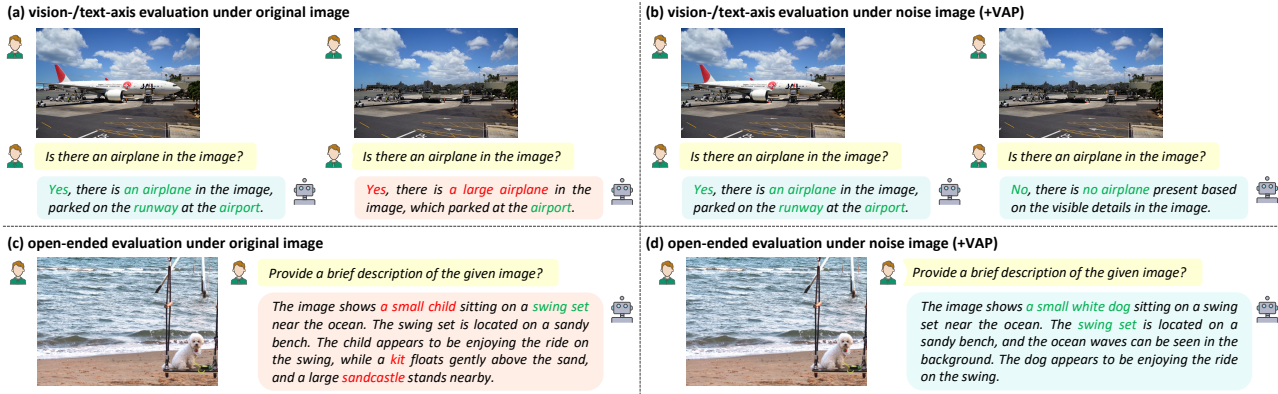 (a) vision-/text-axis evaluation under original image
JAL
Is there an airplane in the image?
Yes, there is an airplane in the image,
parked on the runway at the airport.
Is there an airplane in the image?
Yes, there is a large airplane in the
image, which parked at the airport.
(b) vision-/text-axis evaluation under noise image (+VAP)
JAL
Is there an airplane in the image?
Yes, there is an airplane in the image,
parked on the runway at the airport.
Is there an airplane in the image?
No, there is no airplane present based
on the visible details in the image.
(c) open-ended evaluation under original image
Provide a brief description of the given image?
The image shows a small child sitting on a swing set
near the ocean. The swing set is located on a sandy
bench. The child appears to be enjoying the ride on
the swing, while a kit floats gently above the sand,
and a large sandcastle stands nearby.
(d) open-ended evaluation under noise image (+VAP)
Provide a brief description of the given image?
The image shows a small white dog sitting on a swing
set near the ocean. The swing set is located on a
sandy bench, and the ocean waves can be seen in the
background. The dog appears to be enjoying the ride
on the swing.